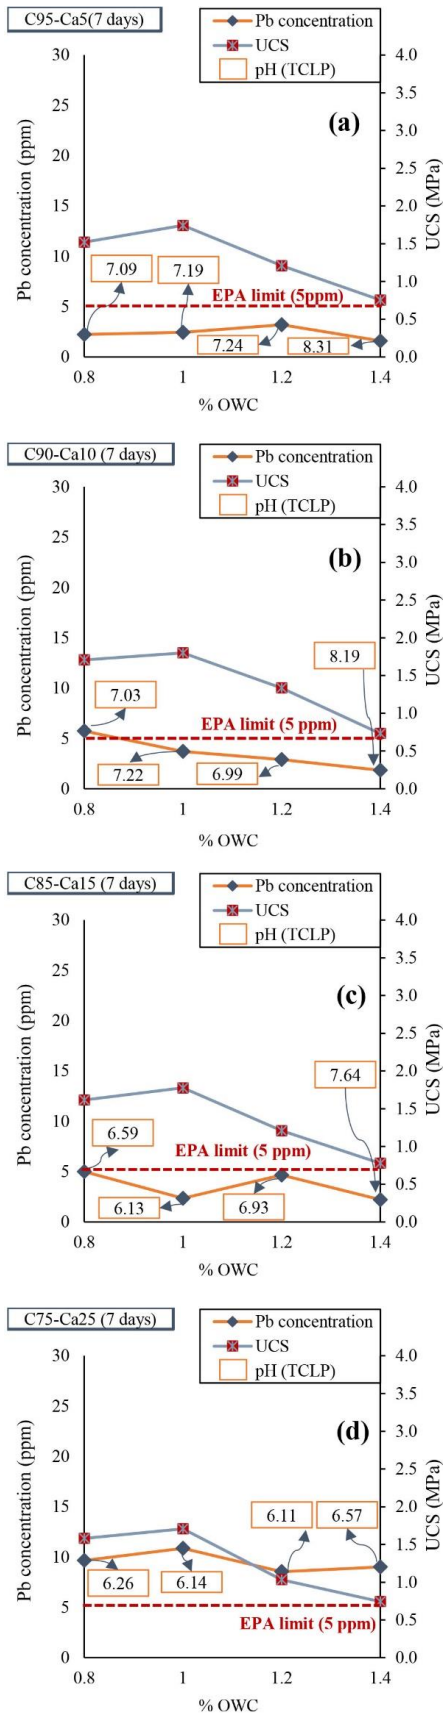 C95-Ca5(7 days)
Pb concentration
UCS
pH (TCLP)
(a)
30
25
20
15
10
5
0
4.0
3.5
3.0
2.5
2.0
1.5
1.0
0.5
0.0
Pb concentration (ppm)
UCS (MPa)
7.09
7.19
EPA limit (5ppm)
7.24
8.31
0.8
1
1.2
1.4
% OWC
C90-Ca10 (7 days)
Pb concentration
UCS
pH (TCLP)
(b)
30
25
20
15
10
5
0
4.0
3.5
3.0
2.5
2.0
1.5
1.0
0.5
0.0
Pb concentration (ppm)
UCS (MPa)
8.19
7.03
EPA limit (5 ppm)
7.22
6.99
0.8
1
1.2
1.4
% OWC
C85-Ca15 (7 days)
Pb concentration
UCS
pH (TCLP)
(c)
30
25
20
15
10
5
0
4.0
3.5
3.0
2.5
2.0
1.5
1.0
0.5
0.0
Pb concentration (ppm)
UCS (MPa)
7.64
6.59
EPA limit (5 ppm)
6.13
6.93
0.8
1
1.2
1.4
% OWC
C75-Ca25 (7 days)
Pb concentration
UCS
pH (TCLP)
(d)
30
25
20
15
10
5
0
4.0
3.5
3.0
2.5
2.0
1.5
1.0
0.5
0.0
Pb concentration (ppm)
UCS (MPa)
6.11
6.57
6.26
6.14
EPA limit (5 ppm)
0.8
1
1.2
1.4
% OWC